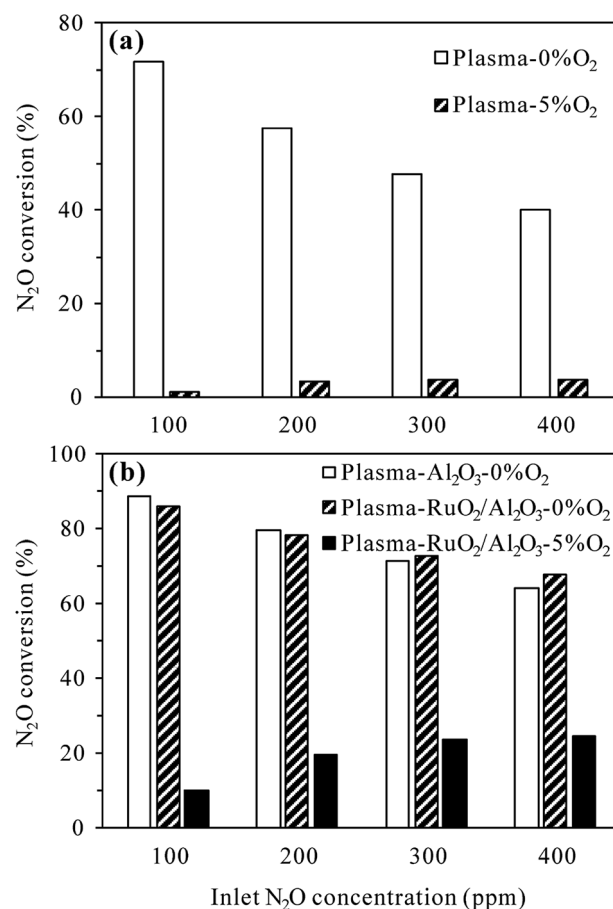 (a)
Plasma-0%O₂
Plasma-5%O₂
N₂O conversion (%)
80
60
40
20
0
100 200 300 400
(b)
Plasma-Al₂O₃-0%O₂
Plasma-RuO₂/Al₂O₃-0%O₂
Plasma-RuO₂/Al₂O₃-5%O₂
N₂O conversion (%)
100
80
60
40
20
0
100 200 300 400
Inlet N₂O concentration (ppm)